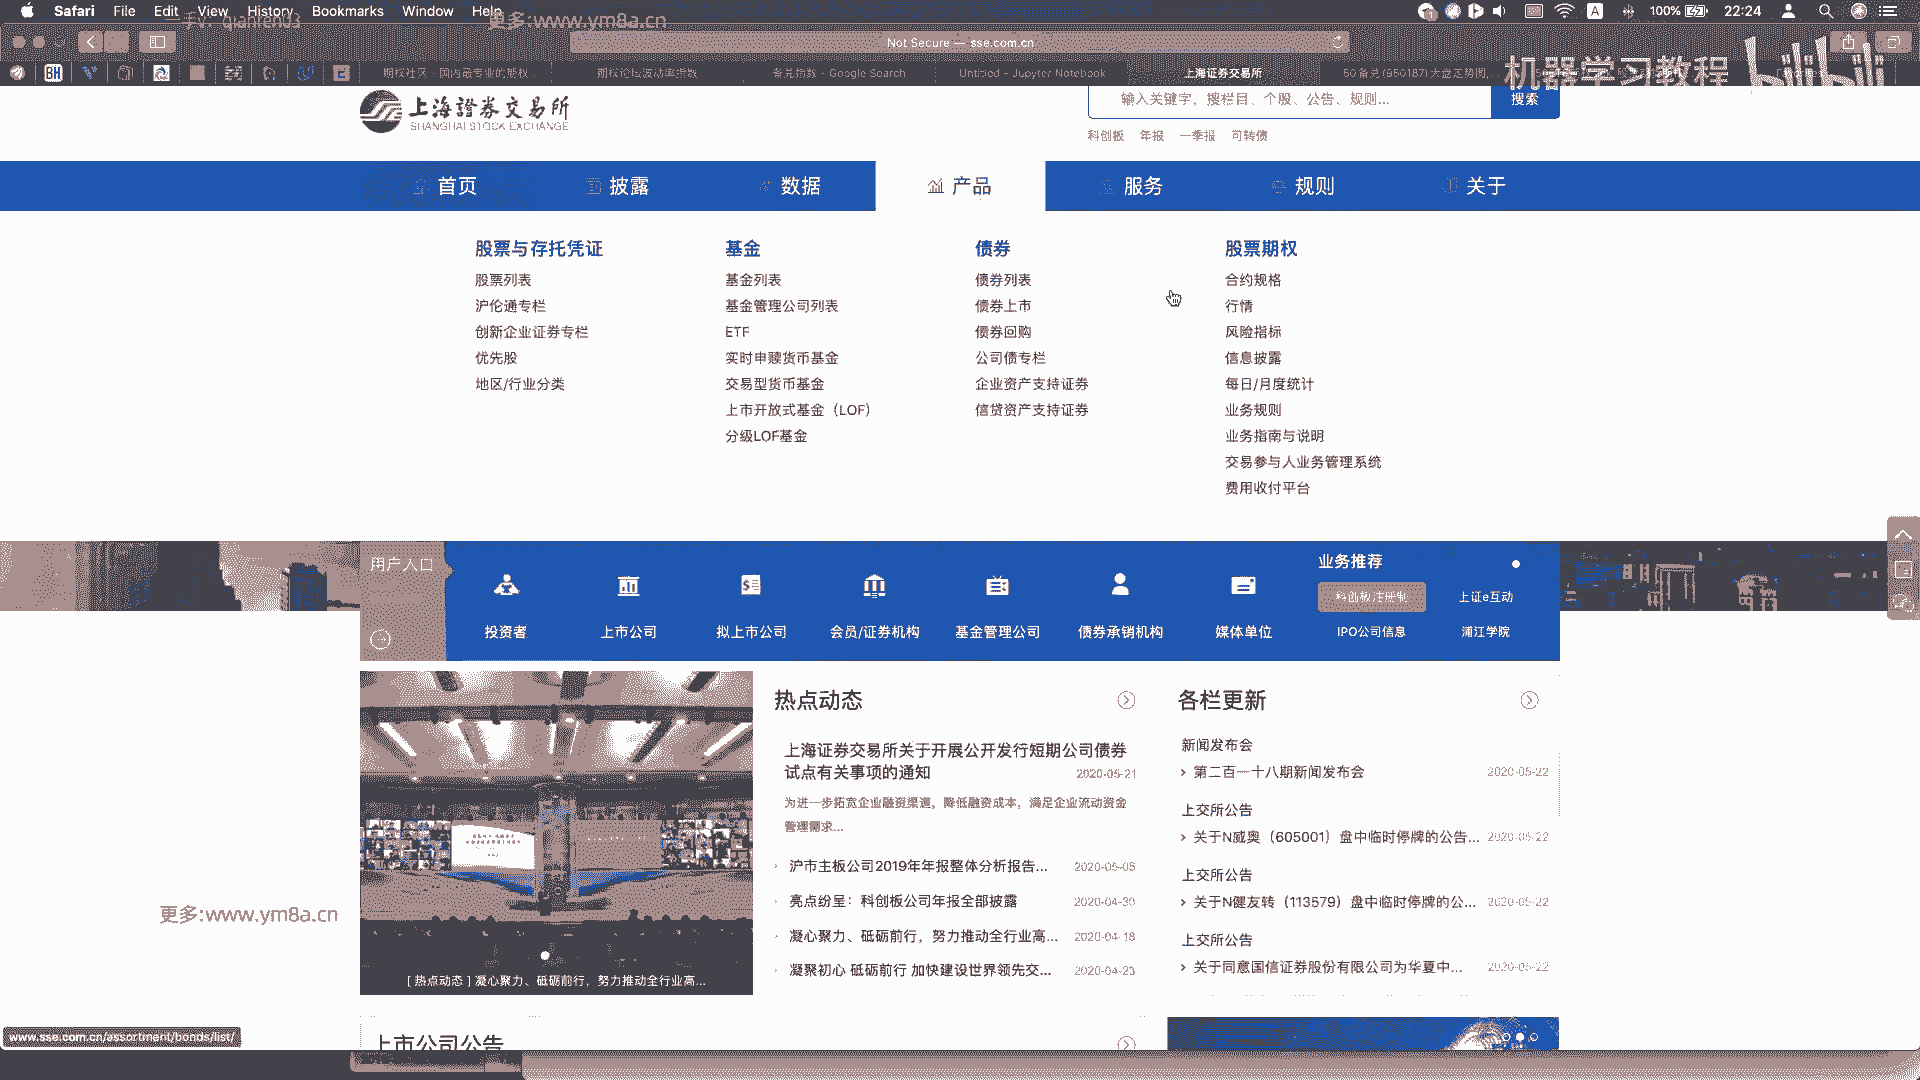 Safari File Edit View History Bookmarks Window Help
100% 22:24
更多:www.ym8a.cn
Not Secure — sse.com.cn
期权论坛波动率指数
Google Search
Untitled - Jupyter Notebook
上海证券交易所
机器学习教程 bilibili
上海證券交易所
SHANGHAI STOCK EXCHANGE
输入关键字，搜栏目、个股、公告、规则...
搜索
科创板 年报 一季报 可转债
首页 披露 数据 产品 服务 规则 关于
股票与存托凭证
股票列表
沪伦通专栏
创新企业证券专栏
优先股
地区/行业分类
基金
基金列表
基金管理公司列表
ETF
实时申赎货币基金
交易型货币基金
上市开放式基金（LOF）
分级LOF基金
债券
债券列表
债券上市
债券回购
公司债专栏
企业资产支持证券
信贷资产支持证券
股票期权
合约规格
行情
风险指标
信息披露
每日/月度统计
业务规则
业务指南与说明
交易参与人业务管理系统
费用收付平台
用户入口
投资者
上市公司
拟上市公司
会员/证券机构
基金管理公司
债券承销机构
媒体单位
业务推荐
科创板注册制
上证e互动
IPO公司信息
浦江学院
[ 热点动态 ] 凝心聚力、砥砺前行，努力推动全行业高...
热点动态
上海证券交易所关于开展公开发行短期公司债券
试点有关事项的通知 2020-05-21
为进一步拓宽企业融资渠道，降低融资成本，满足企业流动资金
管理需求...
沪市主板公司2019年年报整体分析报告... 2020-05-05
亮点纷呈：科创板公司年报全部披露 2020-04-30
凝心聚力、砥砺前行，努力推动全行业高... 2020-04-18
凝聚初心 砥砺前行 加快建设世界领先交... 2020-04-23
各栏更新
新闻发布会
第二百一十八期新闻发布会 2020-05-22
上交所公告
关于N威奥（605001）盘中临时停牌的公告... 2020-05-22
上交所公告
关于N健友转（113579）盘中临时停牌的公... 2020-05-22
上交所公告
关于同意国信证券股份有限公司为华夏中... 2020-05-22
更多:www.ym8a.cn
www.sse.com.cn/assortment/bonds/list/
上市公司公告